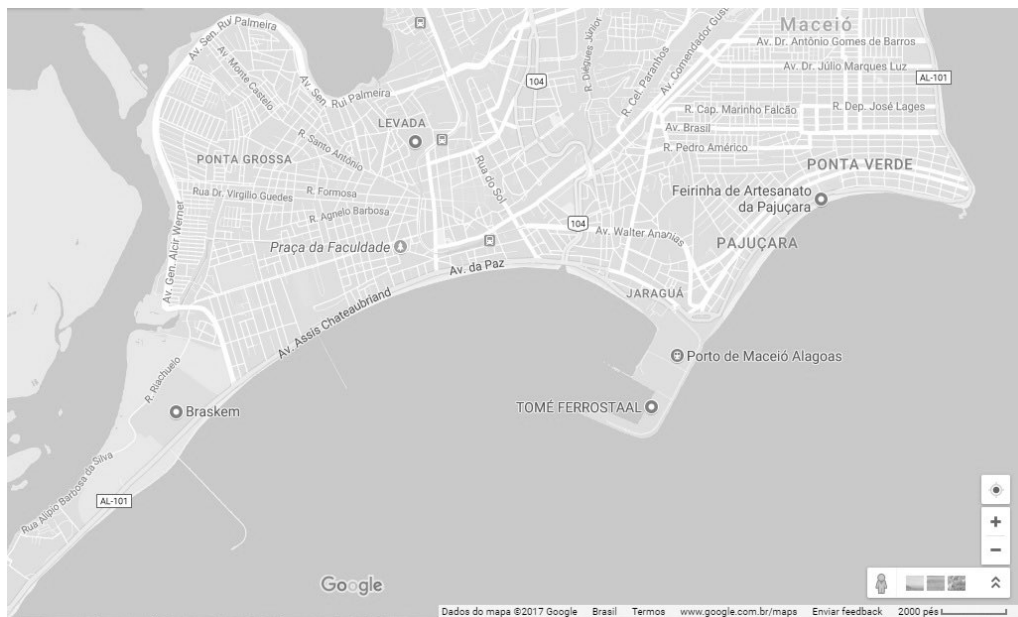 Maceió
Av. Sen. Rui Palmeira
Av. Dr. Antônio Gomes de Barros
Av. Comendador Gus
R. Diegues Júnior
R. Cel. Paranhos
Av. Dr. Júlio Marques Luz
AL-101
Av. Monte Castelo
Av. Sen. Rui Palmeira
104
R. Cap. Marinho Falcão
R. Dep. José Lages
LEVADA
Av. Brasil
R. Santo Antônio
R. Pedro Américo
PONTA GROSSA
PONTA VERDE
Rua do Sol
Rua Dr. Virgilio Guedes
R. Formosa
Feirinha de Artesanato
da Pajuçara
R. Agnelo Barbosa
104
Av. Walter Ananias
Av. Gen. Alcir Werner
Praça da Faculdade
PAJUÇARA
Av. da Paz
JARAGUÁ
Av. Assis Chateaubriand
Porto de Maceió Alagoas
R. Riachuelo
Braskem
TOMÉ FERROSTAAL
Rua Alípio Barbosa da Silva
AL-101
Google
Dados do mapa ©2017 Google Brasil Termos www.google.com.br/maps Enviar feedback 2000 pés